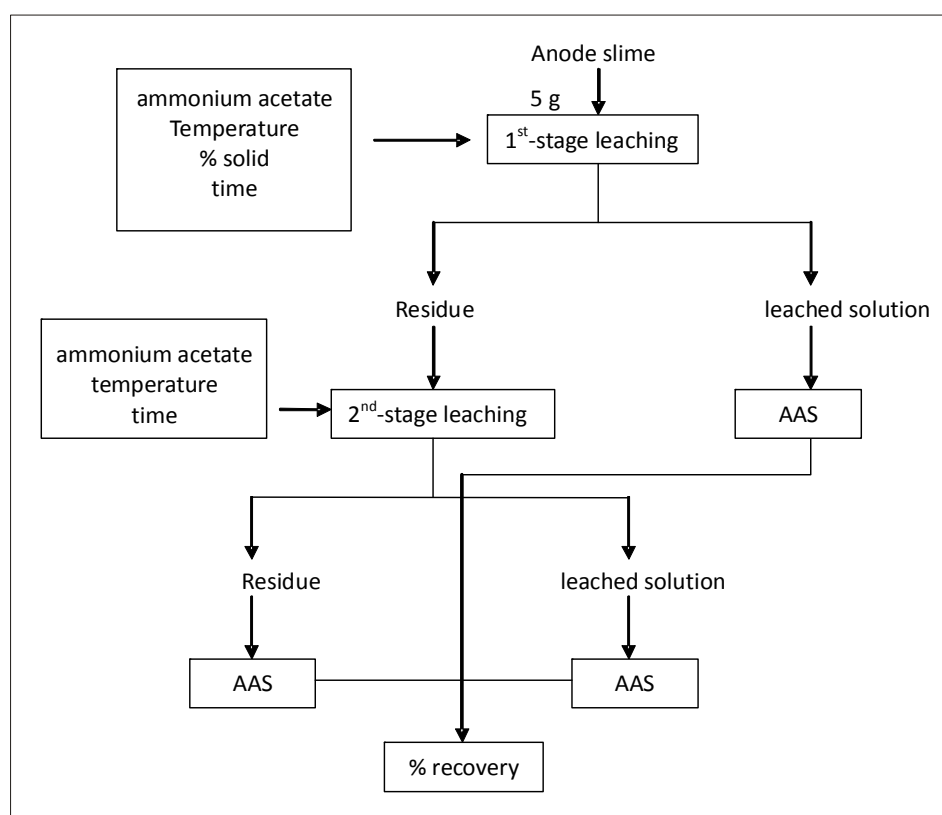 Anode slime
5 g
ammonium acetate
Temperature
% solid
time
1st-stage leaching
Residue
leached solution
ammonium acetate
temperature
time
2nd-stage leaching
AAS
Residue
leached solution
AAS
AAS
% recovery